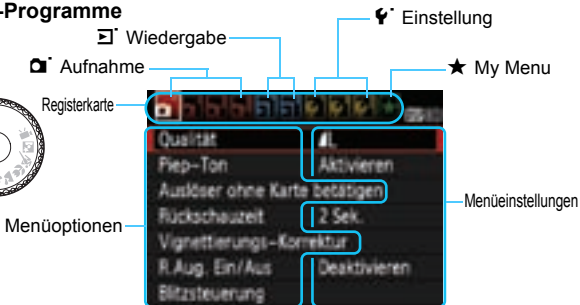 -Programme
Einstellung
Wiedergabe
Aufnahme
★ My Menu
Registerkarte
Qualität L
Piep-Ton Aktivieren
Auslöser ohne Karte betätigen
Menüeinstellungen
Rückschauzeit 2 Sek.
Menüoptionen
Vignettierungs-Korrektur
R.Aug. Ein/Aus Deaktivieren
Blitzsteuerung